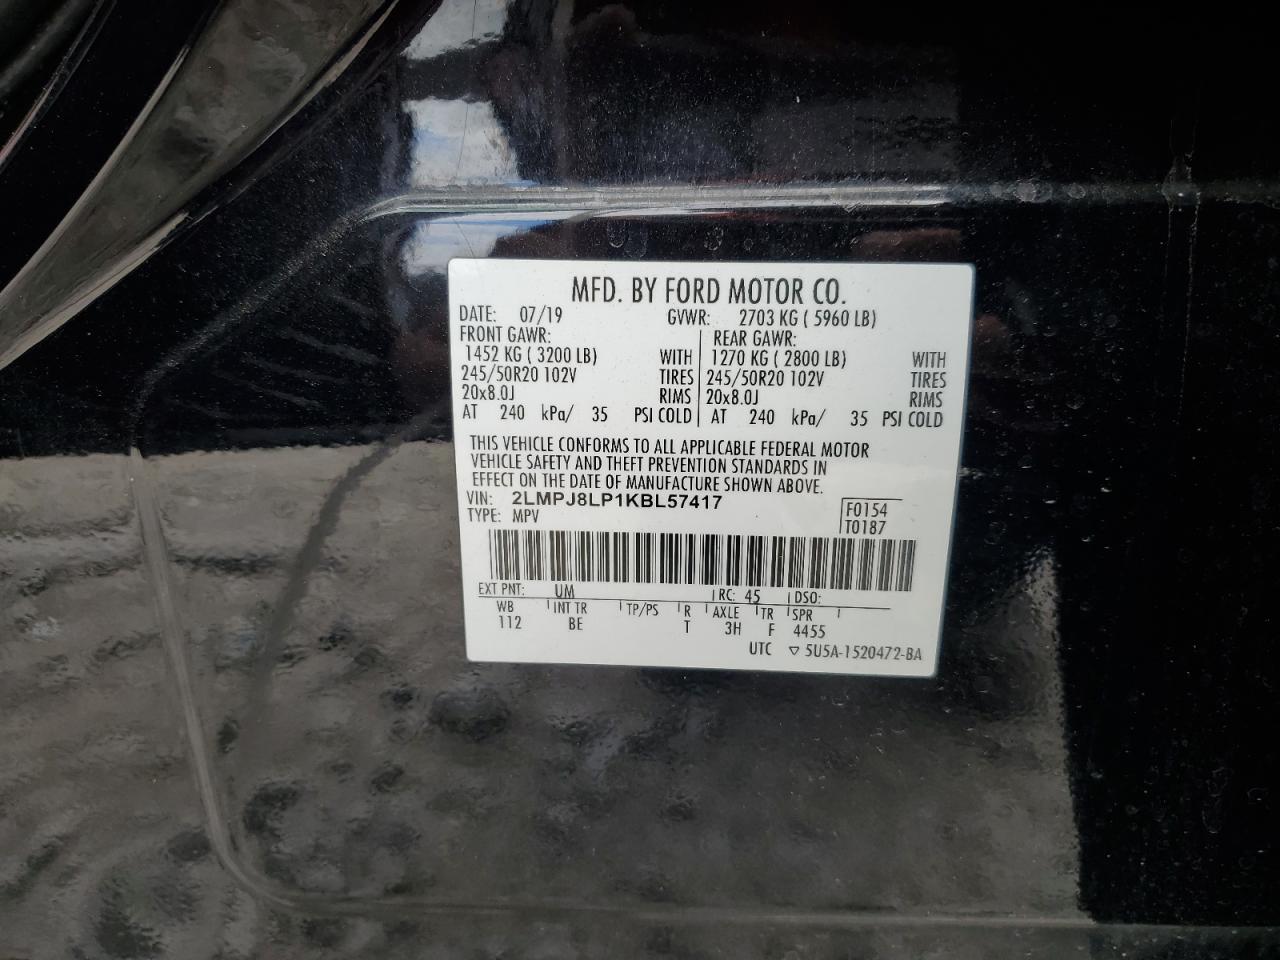 MFD. BY FORD MOTOR CO.
DATE: 07/19 GVWR: 2703 KG ( 5960 LB)
FRONT GAWR: REAR GAWR:
1452 KG ( 3200 LB) WITH 1270 KG ( 2800 LB) WITH
245/50R20 102V TIRES 245/50R20 102V TIRES
20x8.0J RIMS 20x8.0J RIMS
AT 240 kPa/ 35 PSI COLD AT 240 kPa/ 35 PSI COLD
THIS VEHICLE CONFORMS TO ALL APPLICABLE FEDERAL MOTOR
VEHICLE SAFETY AND THEFT PREVENTION STANDARDS IN
EFFECT ON THE DATE OF MANUFACTURE SHOWN ABOVE.
VIN: 2LMPJ8LP1KBL57417 F0154
TYPE: MPV T0187
EXT PNT: UM RC: 45 DSO:
WB INT TR TP/PS R AXLE TR SPR
112 BE T 3H F 4455
UTC ▽ 5U5A-1520472-BA